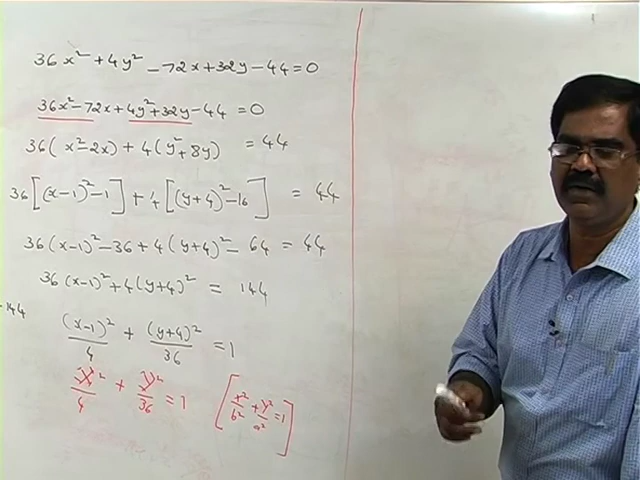 36x² + 4y² - 72x + 32y - 44 = 0
36x² - 72x + 4y² + 32y - 44 = 0
36(x² - 2x) + 4(y² + 8y) = 44
36[(x-1)² - 1] + 4[(y+4)² - 16] = 44
36(x-1)² - 36 + 4(y+4)² - 64 = 44
36(x-1)² + 4(y+4)² = 144
÷ 144
(x-1)²/4 + (y+4)²/36 = 1
X²/4 + Y²/36 = 1 [x²/b² + y²/a² = 1]